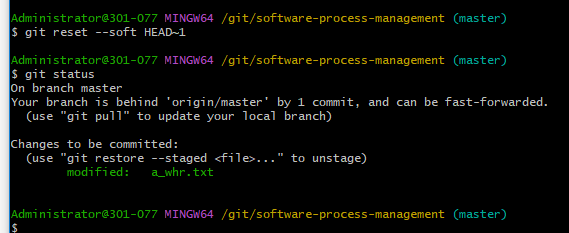 Administrator@301-077 MINGW64 /git/software-process-management (master)
$ git reset --soft HEAD~1
Administrator@301-077 MINGW64 /git/software-process-management (master)
$ git status
On branch master
Your branch is behind 'origin/master' by 1 commit, and can be fast-forwarded.
  (use "git pull" to update your local branch)
Changes to be committed:
  (use "git restore --staged <file>..." to unstage)
        modified:   a_whr.txt
Administrator@301-077 MINGW64 /git/software-process-management (master)
$